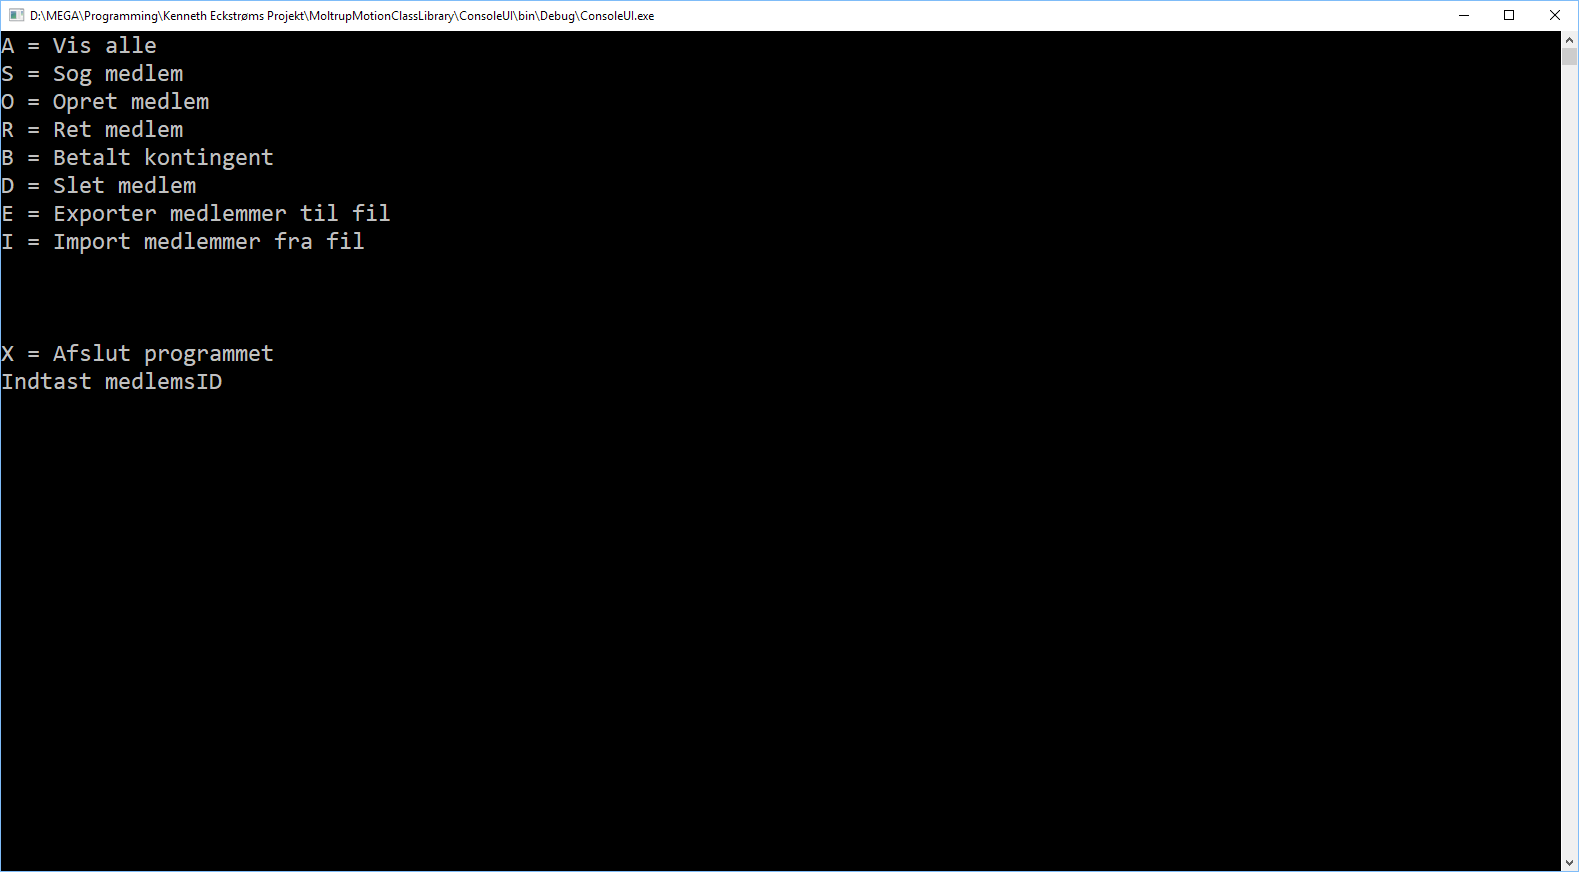 D:\MEGA\Programming\Kenneth Eckstrøms Projekt\MoltrupMotionClassLibrary\ConsoleUI\bin\Debug\ConsoleUI.exe
A = Vis alle
S = Sog medlem
O = Opret medlem
R = Ret medlem
B = Betalt kontingent
D = Slet medlem
E = Exporter medlemmer til fil
I = Import medlemmer fra fil
X = Afslut programmet
Indtast medlemsID